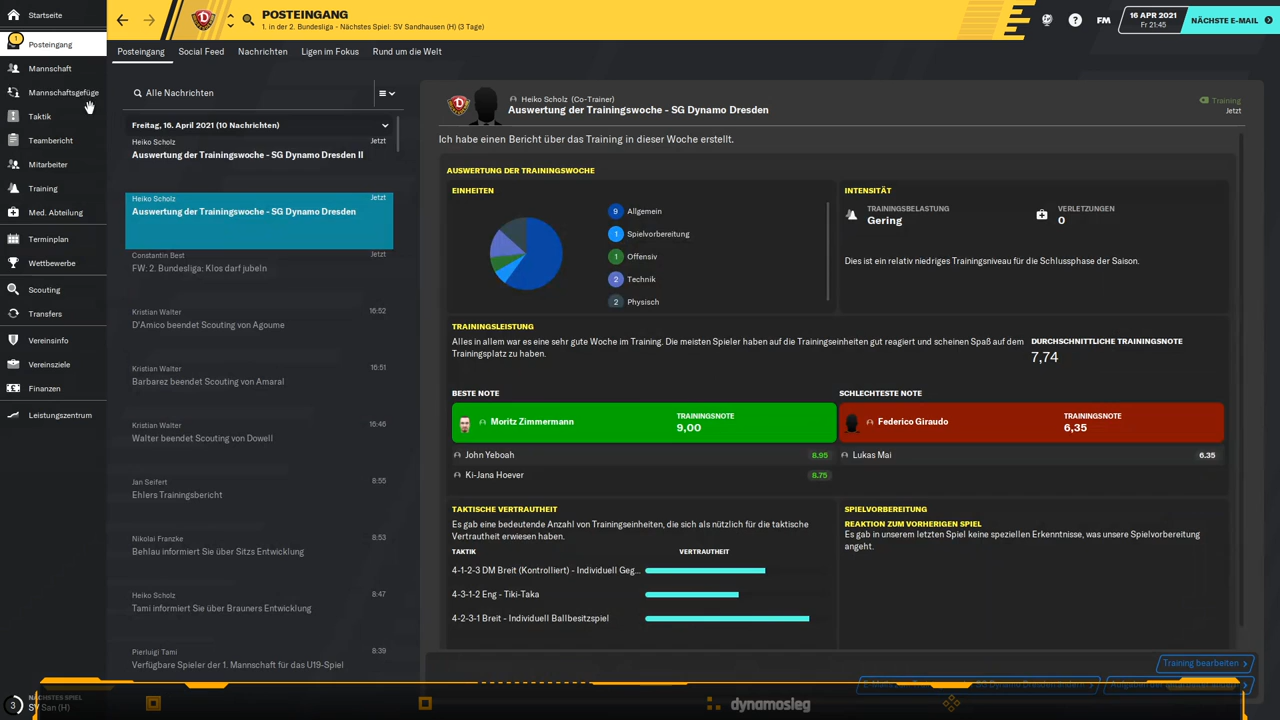 Startseite
1
Posteingang
Mannschaft
Mannschaftsgefüge
Taktik
Teambericht
Mitarbeiter
Training
Med. Abteilung
Terminplan
Wettbewerbe
Scouting
Transfers
Vereinsinfo
Vereinsziele
Finanzen
Leistungszentrum
POSTEINGANG
1. in der 2. Bundesliga - Nächstes Spiel: SV Sandhausen (H) (3 Tage)
FM
16 APR 2021
Fr 21:45
NÄCHSTE E-MAIL
Posteingang Social Feed Nachrichten Ligen im Fokus Rund um die Welt
Alle Nachrichten
Freitag, 16. April 2021 (10 Nachrichten)
Heiko Scholz Jetzt
Auswertung der Trainingswoche - SG Dynamo Dresden II
Heiko Scholz Jetzt
Auswertung der Trainingswoche - SG Dynamo Dresden
Constantin Best Jetzt
FW: 2. Bundesliga: Klos darf jubeln
Kristian Walter 16:52
D'Amico beendet Scouting von Agoume
Kristian Walter 16:51
Barbarez beendet Scouting von Amaral
Kristian Walter 16:46
Walter beendet Scouting von Dowell
Jan Seifert 8:55
Ehlers Trainingsbericht
Nikolai Franzke 8:53
Behlau informiert Sie über Sitzs Entwicklung
Heiko Scholz 8:47
Tami informiert Sie über Brauners Entwicklung
Pierluigi Tami 8:39
Verfügbare Spieler der 1. Mannschaft für das U19-Spiel
Heiko Scholz (Co-Trainer)
Auswertung der Trainingswoche - SG Dynamo Dresden
Training
Jetzt
Ich habe einen Bericht über das Training in dieser Woche erstellt.
AUSWERTUNG DER TRAININGSWOCHE
EINHEITEN
9 Allgemein
1 Spielvorbereitung
1 Offensiv
2 Technik
2 Physisch
INTENSITÄT
TRAININGSBELASTUNG
Gering
VERLETZUNGEN
0
Dies ist ein relativ niedriges Trainingsniveau für die Schlussphase der Saison.
TRAININGSLEISTUNG
Alles in allem war es eine sehr gute Woche im Training. Die meisten Spieler haben auf die Trainingseinheiten gut reagiert und scheinen Spaß auf dem
Trainingsplatz zu haben.
DURCHSCHNITTLICHE TRAININGSNOTE
7,74
BESTE NOTE
Moritz Zimmermann
TRAININGSNOTE
9,00
John Yeboah 8.95
Ki-Jana Hoever 8.75
SCHLECHTESTE NOTE
Federico Giraudo
TRAININGSNOTE
6,35
Lukas Mai 6.35
TAKTISCHE VERTRAUTHEIT
Es gab eine bedeutende Anzahl von Trainingseinheiten, die sich als nützlich für die taktische
Vertrautheit erwiesen haben.
TAKTIK VERTRAUTHEIT
4-1-2-3 DM Breit (Kontrolliert) - Individuell Geg...
4-3-1-2 Eng - Tiki-Taka
4-2-3-1 Breit - Individuell Ballbesitzspiel
SPIELVORBEREITUNG
REAKTION ZUM VORHERIGEN SPIEL
Es gab in unserem letzten Spiel keine speziellen Erkenntnisse, was unsere Spielvorbereitung
angeht.
Training bearbeiten
3
NÄCHSTES SPIEL
SV San (H)
dynamosleg